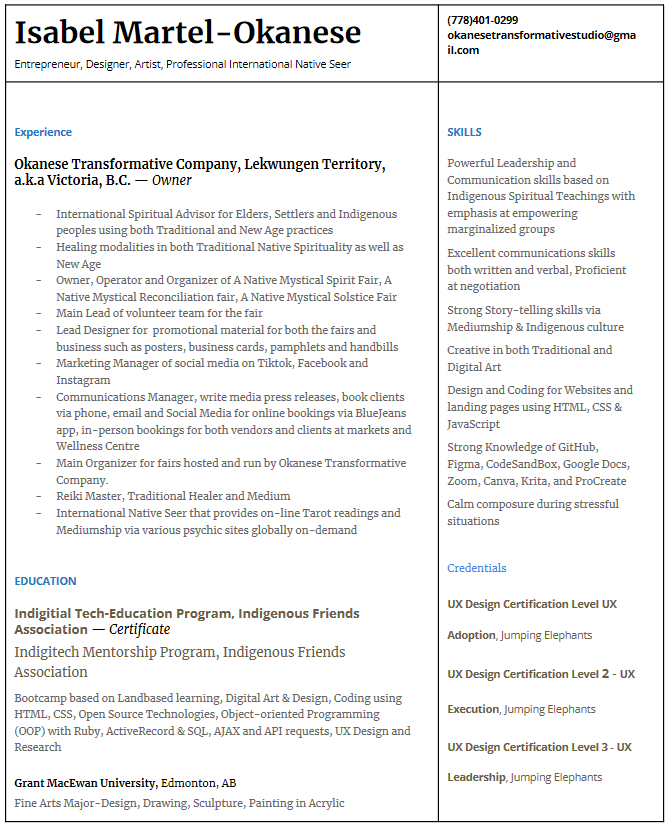 Isabel Martel-Okanese
Entrepreneur, Designer, Artist, Professional International Native Seer
(778)401-0299
okanesetransformativestudio@gma
il.com
Experience
Okanese Transformative Company, Lekwungen Territory,
a.k.a Victoria, B.C. — Owner
- International Spiritual Advisor for Elders, Settlers and Indigenous
peoples using both Traditional and New Age practices
- Healing modalities in both Traditional Native Spirituality as well as
New Age
- Owner, Operator and Organizer of A Native Mystical Spirit Fair, A
Native Mystical Reconciliation fair, A Native Mystical Solstice Fair
- Main Lead of volunteer team for the fair
- Lead Designer for promotional material for both the fairs and
business such as posters, business cards, pamphlets and handbills
- Marketing Manager of social media on Tiktok, Facebook and
Instagram
- Communications Manager, write media press releases, book clients
via phone, email and Social Media for online bookings via BlueJeans
app, in-person bookings for both vendors and clients at markets and
Wellness Centre
- Main Organizer for fairs hosted and run by Okanese Transformative
Company.
- Reiki Master, Traditional Healer and Medium
- International Native Seer that provides on-line Tarot readings and
Mediumship via various psychic sites globally on-demand
EDUCATION
Indigitial Tech-Education Program, Indigenous Friends
Association — Certificate
Indigitech Mentorship Program, Indigenous Friends
Association
Bootcamp based on Landbased learning, Digital Art & Design, Coding using
HTML, CSS, Open Source Technologies, Object-oriented Programming
(OOP) with Ruby, ActiveRecord & SQL, AJAX and API requests, UX Design and
Research
Grant MacEwan University, Edmonton, AB
Fine Arts Major-Design, Drawing, Sculpture, Painting in Acrylic
SKILLS
Powerful Leadership and
Communication skills based on
Indigenous Spiritual Teachings with
emphasis at empowering
marginalized groups
Excellent communications skills
both written and verbal, Proficient
at negotiation
Strong Story-telling skills via
Mediumship & Indigenous culture
Creative in both Traditional and
Digital Art
Design and Coding for Websites and
landing pages using HTML, CSS &
JavaScript
Strong Knowledge of GitHub,
Figma, CodeSandBox, Google Docs,
Zoom, Canva, Krita, and ProCreate
Calm composure during stressful
situations
Credentials
UX Design Certification Level UX
Adoption, Jumping Elephants
UX Design Certification Level 2 - UX
Execution, Jumping Elephants
UX Design Certification Level 3 - UX
Leadership, Jumping Elephants